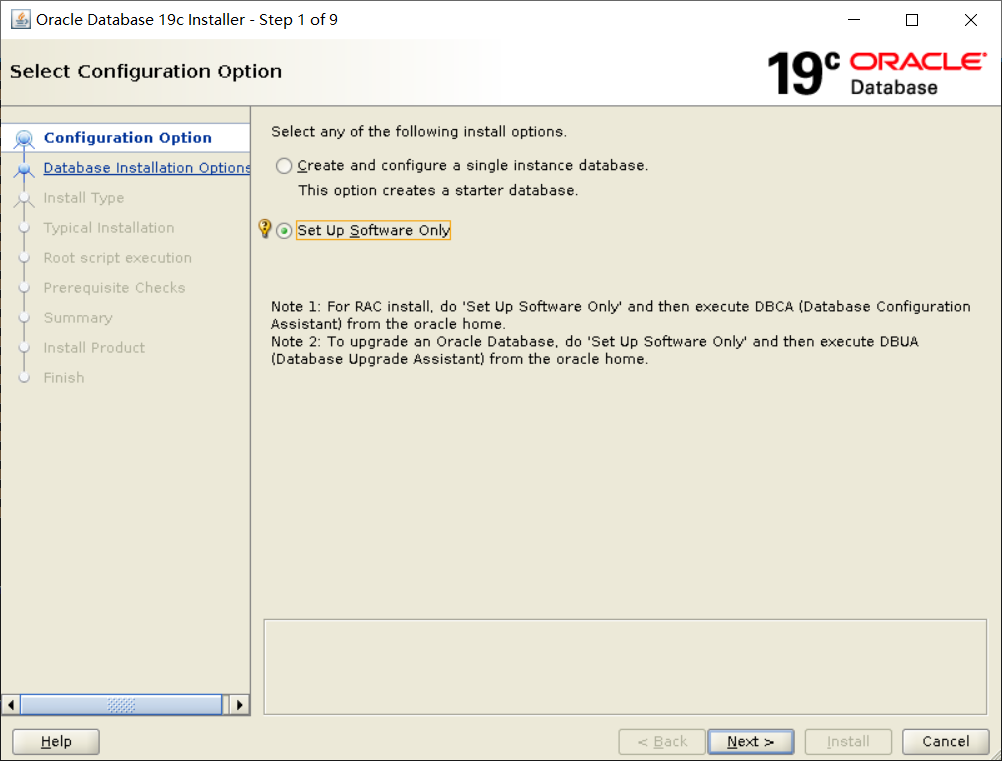 Oracle Database 19c Installer - Step 1 of 9
Select Configuration Option
19c ORACLE
Database
Configuration Option
Database Installation Options
Install Type
Typical Installation
Root script execution
Prerequisite Checks
Summary
Install Product
Finish
Select any of the following install options.
Create and configure a single instance database.
This option creates a starter database.
Set Up Software Only
Note 1: For RAC install, do 'Set Up Software Only' and then execute DBCA (Database Configuration
Assistant) from the oracle home.
Note 2: To upgrade an Oracle Database, do 'Set Up Software Only' and then execute DBUA
(Database Upgrade Assistant) from the oracle home.
Help
< Back
Next >
Install
Cancel